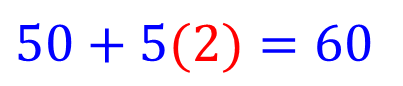 50 + 5(2) = 60